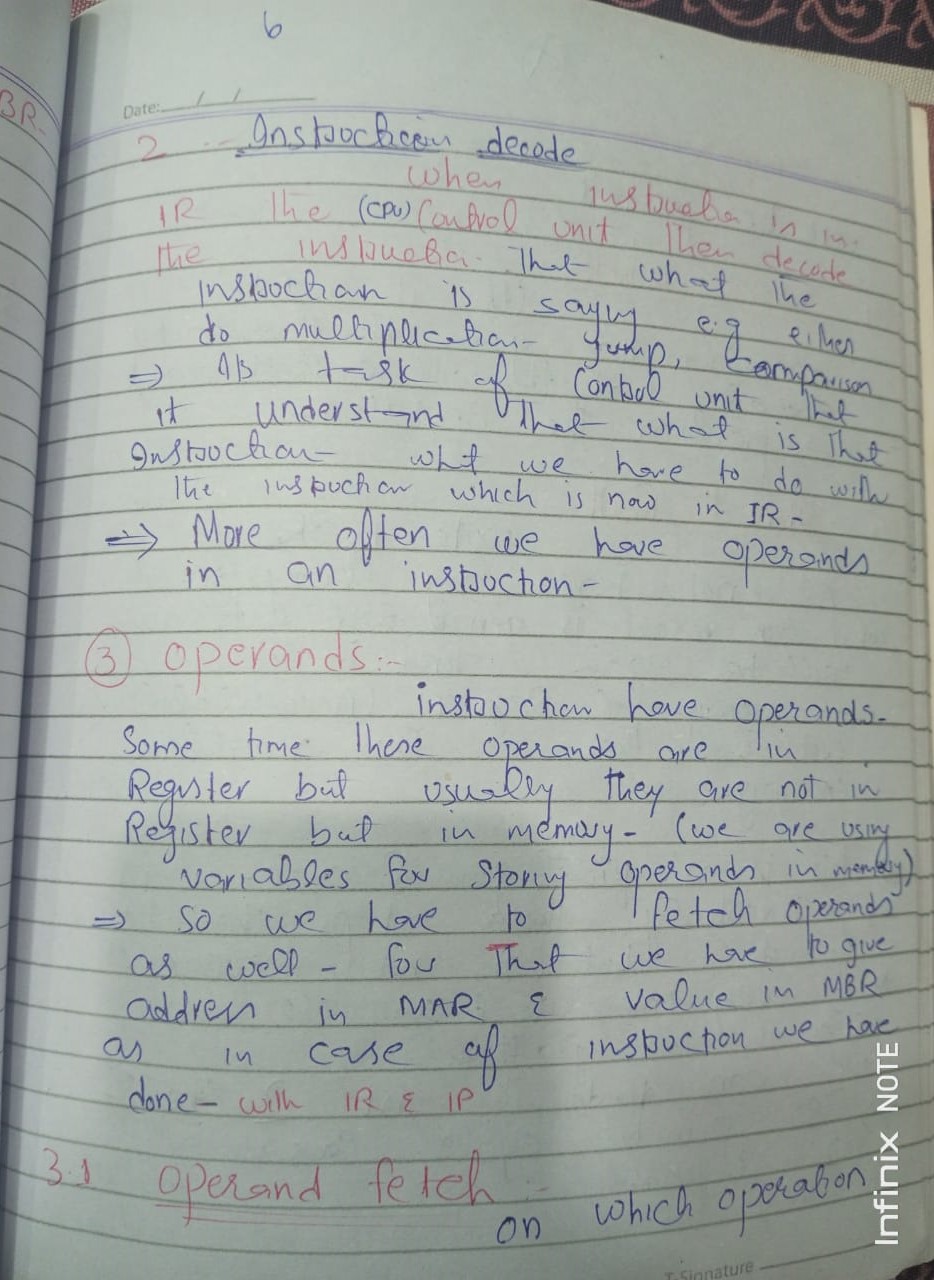 6
BR-
Date: / /
2 Instruction decode
When instruction is in
IR the (CPU) Control unit then decode
the instruction. That what the
instruction is saying e.g either
do multiplication- jump, Comparison
⇒ Its task of Control unit that
it understand that what is that
Instruction- what we have to do with
the instruction which is now in IR-
⇒ More often we have operands
in an instruction-
③ Operands:-
instruction have operands-
Some time these operands are in
Register but usually they are not in
Register but in memory- (we are using
variables for Storing operands in memory)
⇒ So we have to fetch operands
as well - for That we have to give
address in MAR & value in MBR
as in case of instruction we have
done- with IR & IP
3.1 Operand fetch :-
on which operation
T-Signature
Infinix NOTE